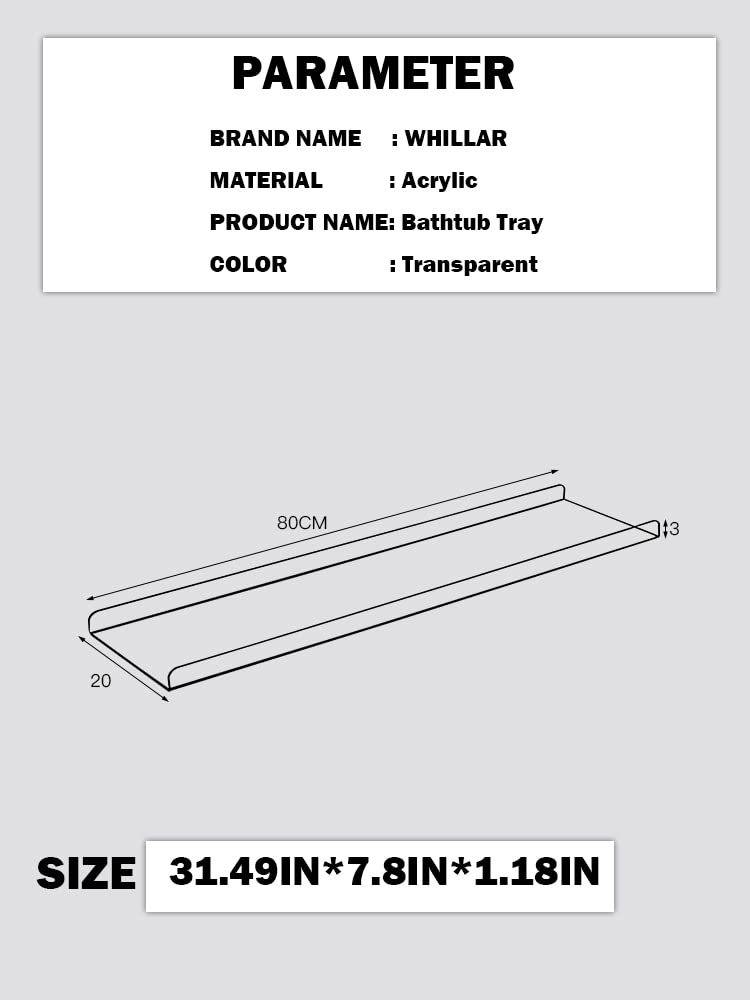 PARAMETER
BRAND NAME : WHILLAR
MATERIAL : Acrylic
PRODUCT NAME: Bathtub Tray
COLOR : Transparent
80CM
3
20
SIZE 31.49IN*7.8IN*1.18IN